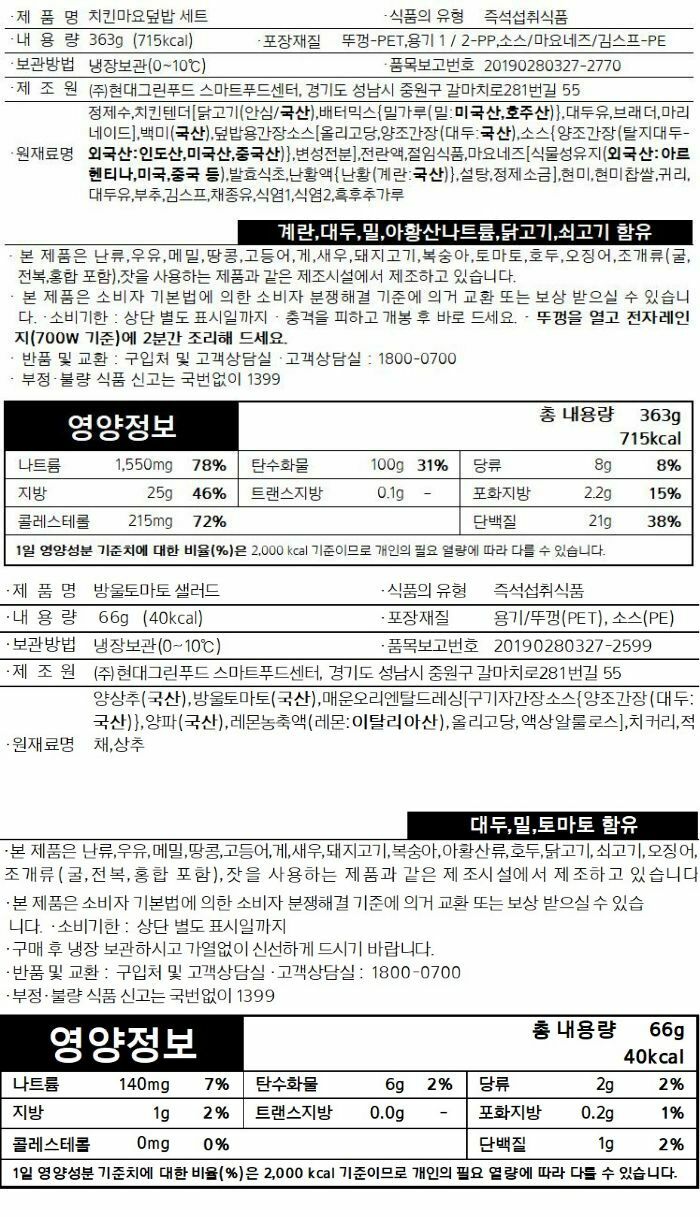 ·제 품 명 치킨마요덮밥 세트 ·식품의 유형 즉석섭취식품
·내 용 량 363g (715kcal) ·포장재질 뚜껑-PET,용기 1 / 2-PP,소스/마요네즈/김스프-PE
·보관방법 냉장보관(0~10℃) ·품목보고번호 20190280327-2770
·제 조 원 (주)현대그린푸드 스마트푸드센터, 경기도 성남시 중원구 갈마치로281번길 55
정제수,치킨텐더[닭고기(안심/국산),배터믹스{밀가루(밀:미국산,호주산)},대두유,브래더,마리
네이드],백미(국산),덮밥용간장소스[올리고당,양조간장(대두:국산),소스{양조간장(탈지대두-
·원재료명 외국산:인도산,미국산,중국산)},변성전분],전란액,절임식품,마요네즈[식물성유지(외국산:아르
헨티나,미국,중국 등),발효식초,난황액{난황(계란:국산)},설탕,정제소금],현미,현미찹쌀,귀리,
대두유,부추,김스프,채종유,식염1,식염2,흑후추가루
계란,대두,밀,아황산나트륨,닭고기,쇠고기 함유
· 본 제품은 난류,우유,메밀,땅콩,고등어,게,새우,돼지고기,복숭아,토마토,호두,오징어,조개류(굴,
전복,홍합 포함),잣을 사용하는 제품과 같은 제조시설에서 제조하고 있습니다.
· 본 제품은 소비자 기본법에 의한 소비자 분쟁해결 기준에 의거 교환 또는 보상 받으실 수 있습니
다. ·소비기한 : 상단 별도 표시일까지 · 충격을 피하고 개봉 후 바로 드세요. · 뚜껑을 열고 전자레인
지(700W 기준)에 2분간 조리해 드세요.
· 반품 및 교환 : 구입처 및 고객상담실 ·고객상담실 : 1800-0700
· 부정·불량 식품 신고는 국번없이 1399
영양정보 총 내용량 363g
715kcal
나트륨 1,550mg 78% 탄수화물 100g 31% 당류 8g 8%
지방 25g 46% 트랜스지방 0.1g - 포화지방 2.2g 15%
콜레스테롤 215mg 72% 단백질 21g 38%
1일 영양성분 기준치에 대한 비율(%)은 2,000 kcal 기준이므로 개인의 필요 열량에 따라 다를 수 있습니다.
·제 품 명 방울토마토 샐러드 ·식품의 유형 즉석섭취식품
·내 용 량 66g (40kcal) ·포장재질 용기/뚜껑(PET), 소스(PE)
·보관방법 냉장보관(0~10℃) ·품목보고번호 20190280327-2599
·제 조 원 (주)현대그린푸드 스마트푸드센터, 경기도 성남시 중원구 갈마치로281번길 55
양상추(국산),방울토마토(국산),매운오리엔탈드레싱[구기자간장소스{양조간장(대두:
국산)},양파(국산),레몬농축액(레몬:이탈리아산),올리고당,액상알룰로스],치커리,적
·원재료명 채,상추
대두,밀,토마토 함유
·본 제품은 난류,우유,메밀,땅콩,고등어,게,새우,돼지고기,복숭아,아황산류,호두,닭고기,쇠고기,오징어,
조개류(굴,전복,홍합 포함),잣을 사용하는 제품과 같은 제조시설에서 제조하고 있습니다
·본 제품은 소비자 기본법에 의한 소비자 분쟁해결 기준에 의거 교환 또는 보상 받으실 수 있습
니다. ·소비기한 : 상단 별도 표시일까지
·구매 후 냉장 보관하시고 가열없이 신선하게 드시기 바랍니다.
·반품 및 교환 : 구입처 및 고객상담실 ·고객상담실 : 1800-0700
·부정·불량 식품 신고는 국번없이 1399
영양정보 총 내용량 66g
40kcal
나트륨 140mg 7% 탄수화물 6g 2% 당류 2g 2%
지방 1g 2% 트랜스지방 0.0g - 포화지방 0.2g 1%
콜레스테롤 0mg 0% 단백질 1g 2%
1일 영양성분 기준치에 대한 비율(%)은 2,000 kcal 기준이므로 개인의 필요 열량에 따라 다를 수 있습니다.